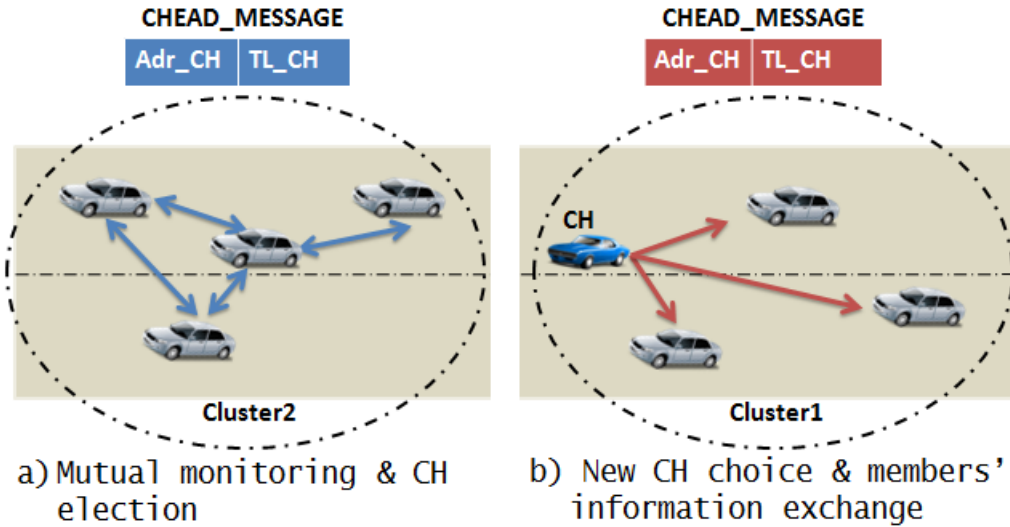 CHEAD_MESSAGE
Adr_CH TL_CH
Cluster2
a) Mutual monitoring & CH
election
CHEAD_MESSAGE
Adr_CH TL_CH
CH
Cluster1
b) New CH choice & members’
information exchange